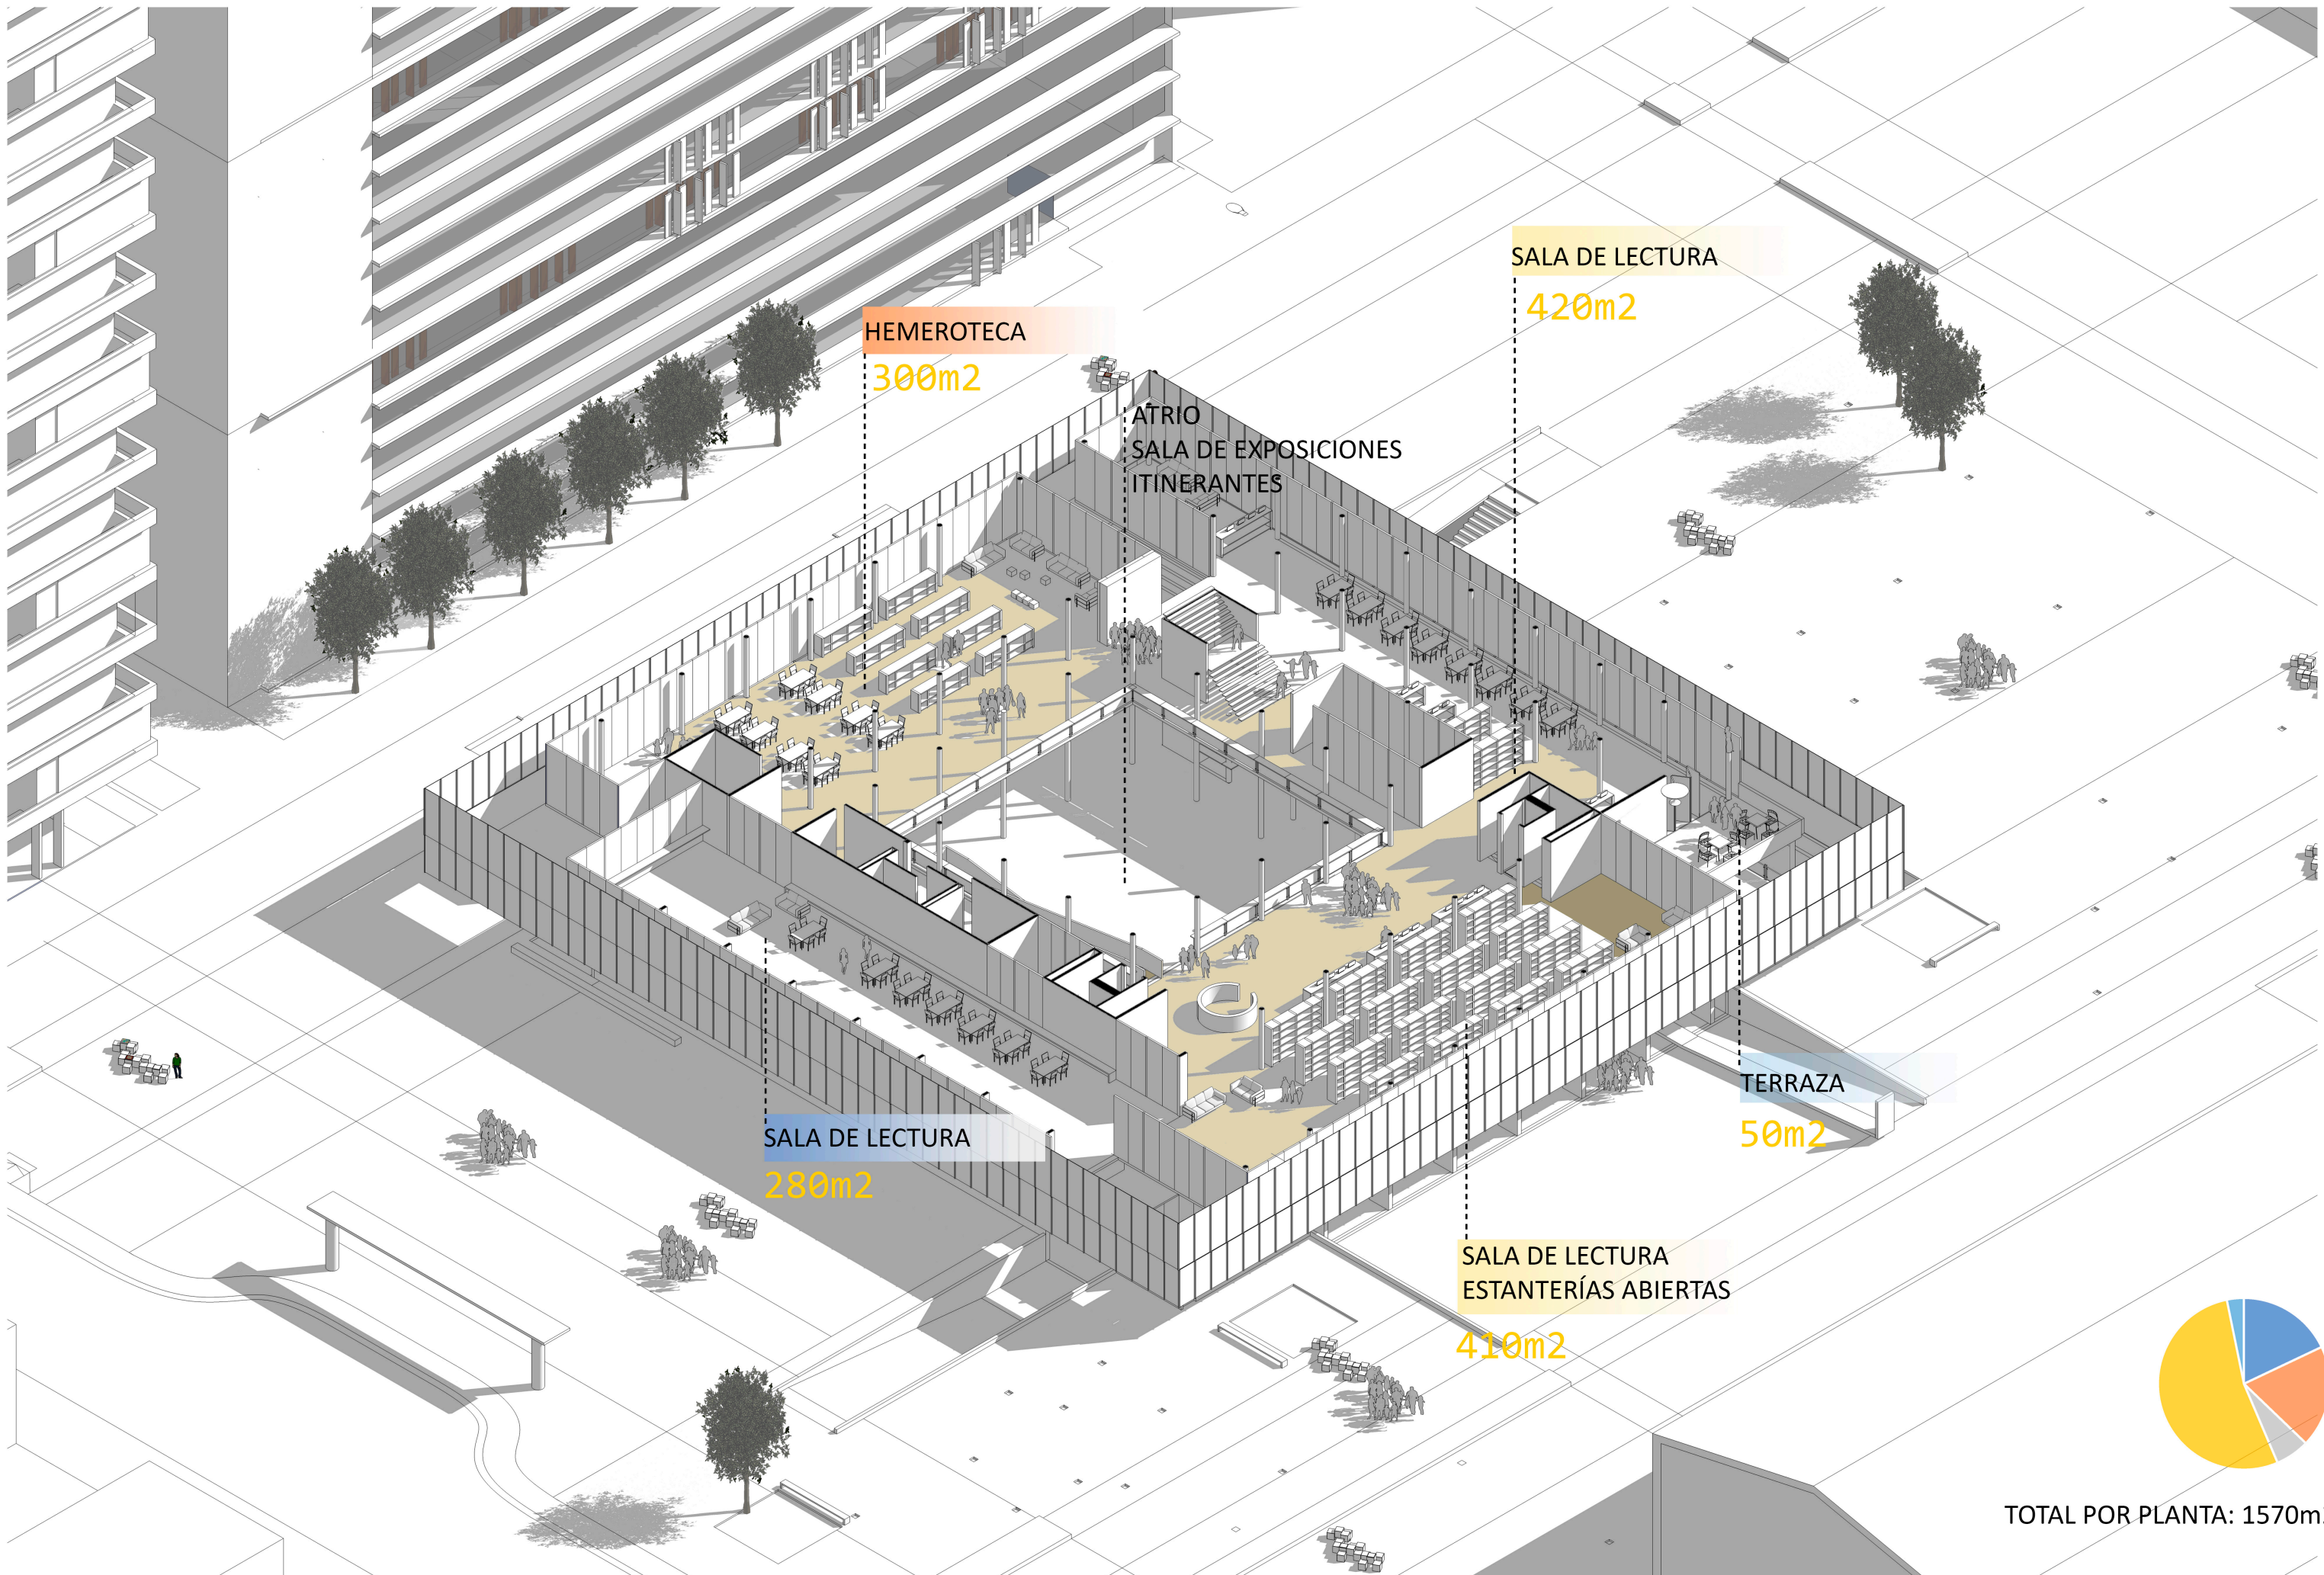 SALA DE LECTURA
420m2
HEMEROTECA
300m2
ATRIO
SALA DE EXPOSICIONES
ITINERANTES
TERRAZA
50m2
SALA DE LECTURA
280m2
SALA DE LECTURA
ESTANTERÍAS ABIERTAS
410m2
TOTAL POR PLANTA: 1570m